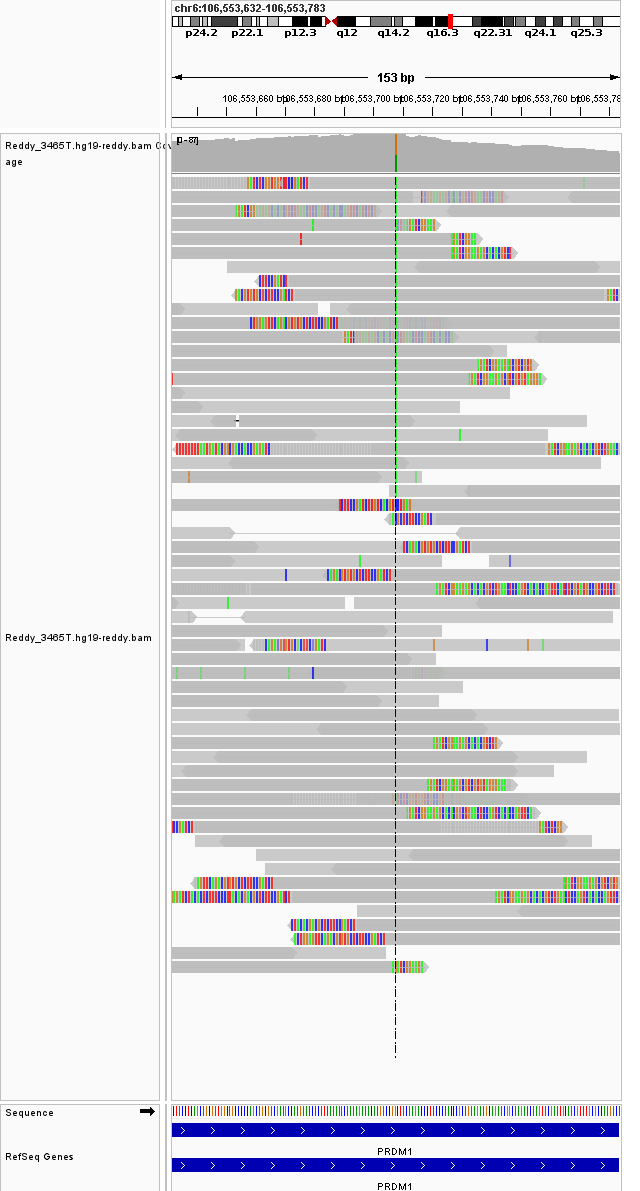 chr6:106,553,632-106,553,783
p24.2 p22.1 p12.3 q12 q14.2 q16.3 q22.31 q24.1 q25.3
153 bp
106,553,660 bp 106,553,680 bp 106,553,700 bp 106,553,720 bp 106,553,740 bp 106,553,760 bp 106,553,78
Reddy_3465T.hg19-reddy.bam Cov
age
[0 - 87]
Reddy_3465T.hg19-reddy.bam
Sequence
PRDM1
RefSeq Genes
PRDM1